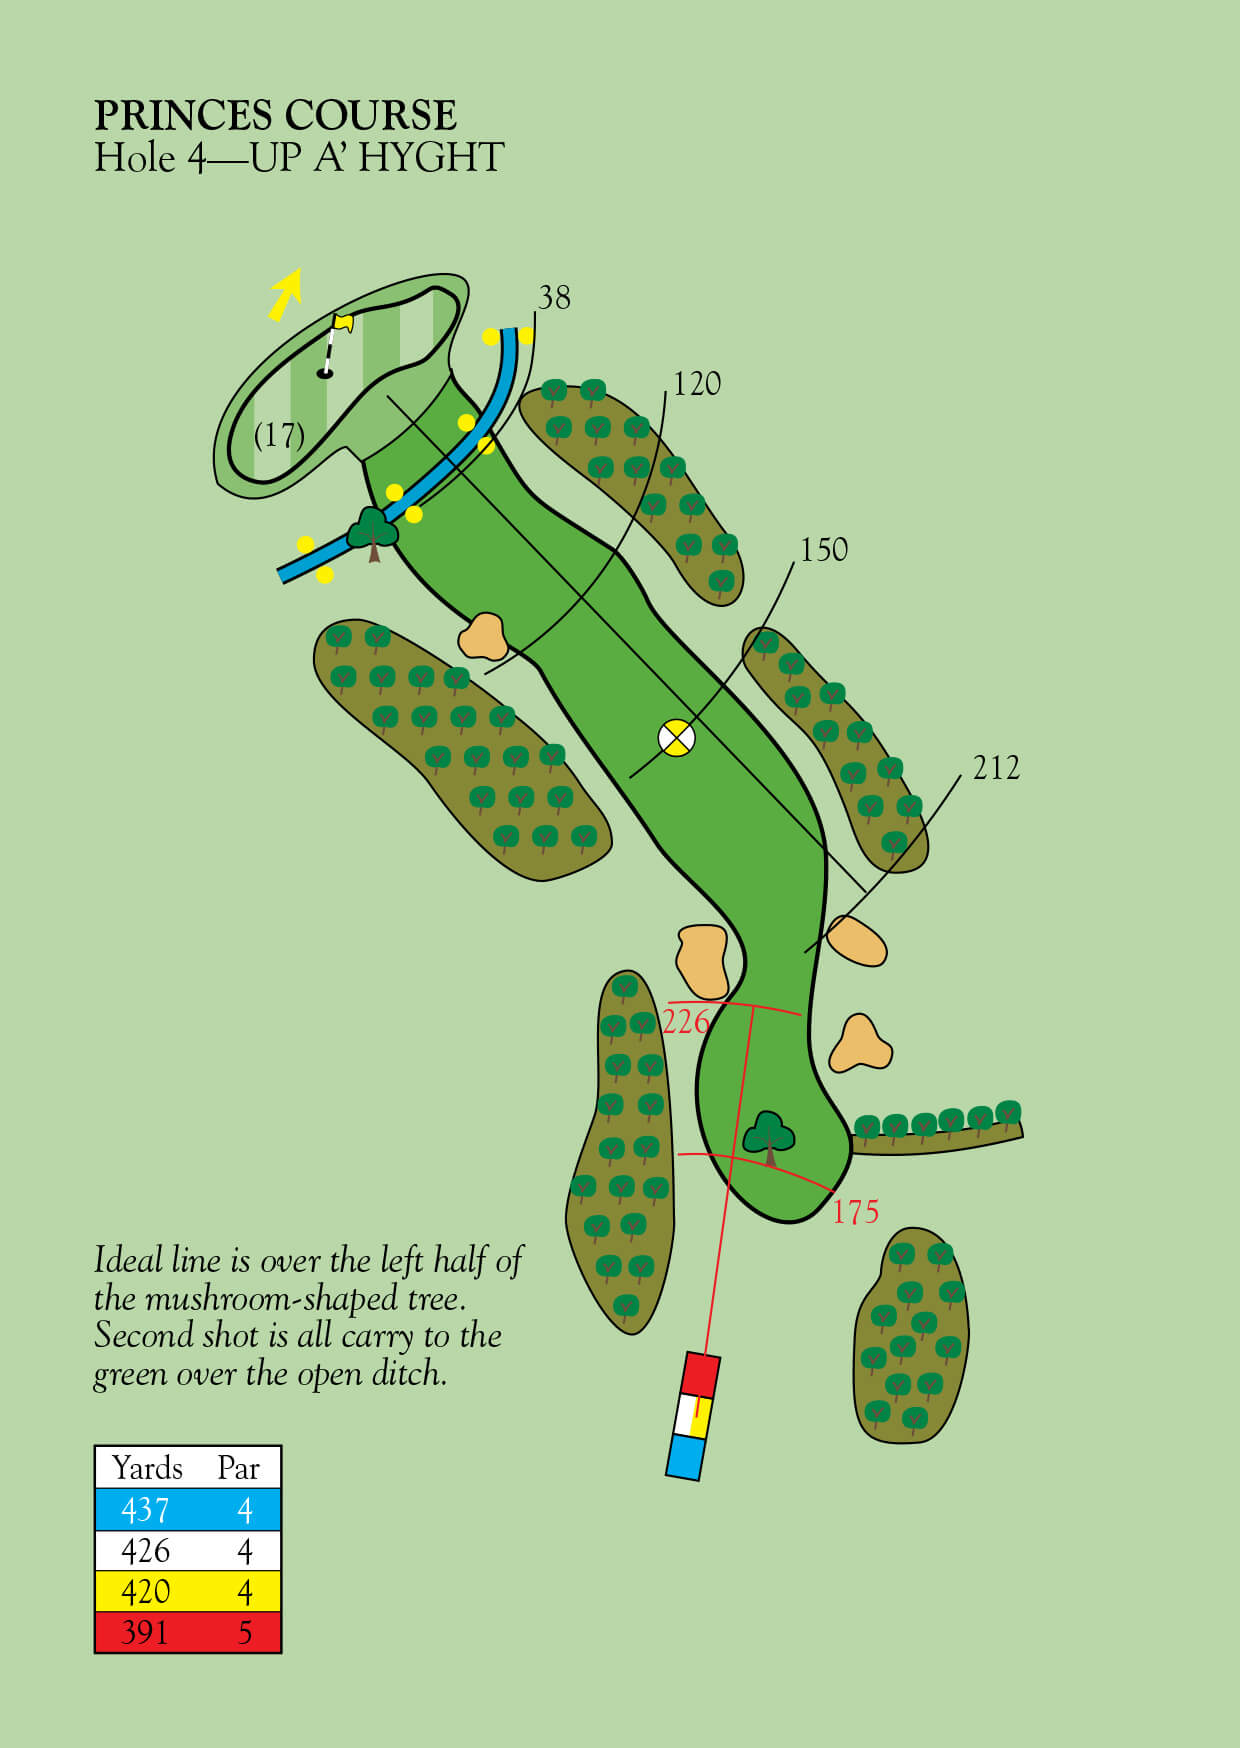 PRINCES COURSE
Hole 4—UP A’ HYGHT
38
120
(17)
150
212
226
175
Ideal line is over the left half of
the mushroom-shaped tree.
Second shot is all carry to the
green over the open ditch.
Yards Par
437 4
426 4
420 4
391 5